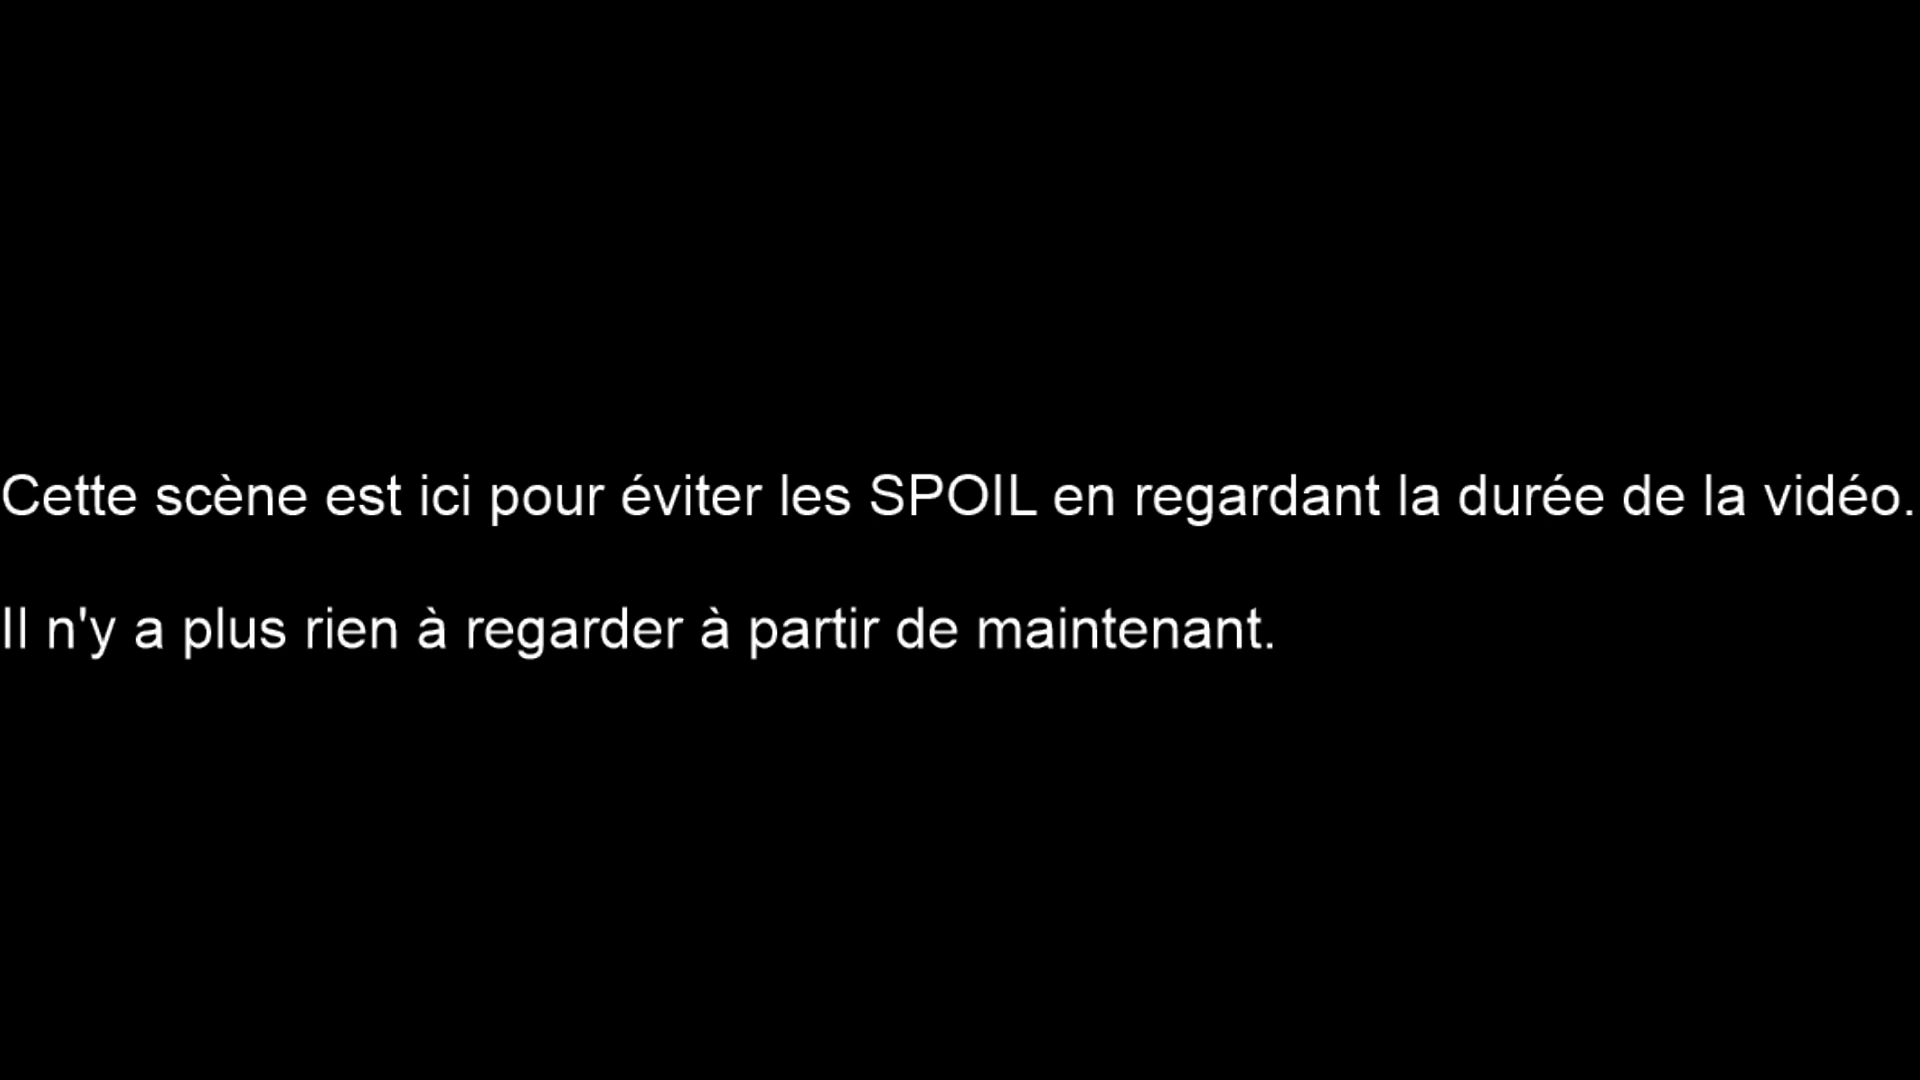 Cette scène est ici pour éviter les SPOIL en regardant la durée de la vidéo.
Il n'y a plus rien à regarder à partir de maintenant.